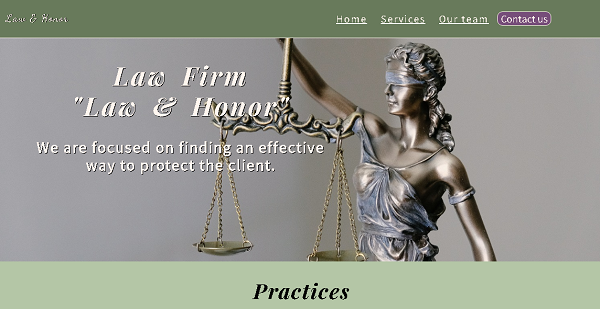 Law & Honor
Home Services Our team Contact us
Law Firm
"Law & Honor"
We are focused on finding an effective
way to protect the client.
Practices